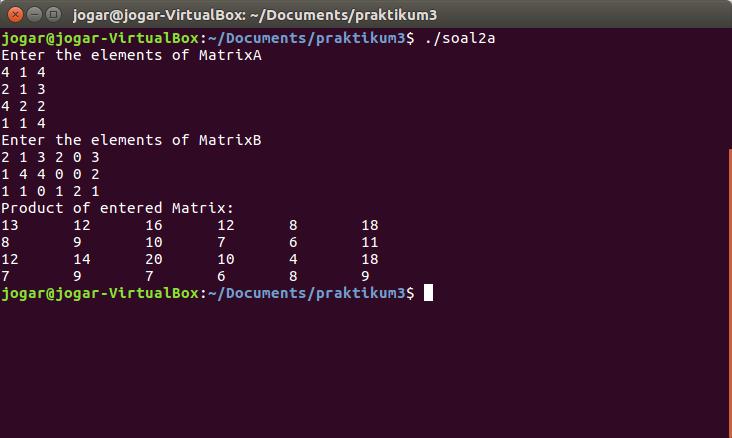 jogar@jogar-VirtualBox: ~/Documents/praktikum3
jogar@jogar-VirtualBox:~/Documents/praktikum3$ ./soal2a
Enter the elements of MatrixA
4 1 4
2 1 3
4 2 2
1 1 4
Enter the elements of MatrixB
2 1 3 2 0 3
1 4 4 0 0 2
1 1 0 1 2 1
Product of entered Matrix:
13 12 16 12 8 18
8 9 10 7 6 11
12 14 20 10 4 18
7 9 7 6 8 9
jogar@jogar-VirtualBox:~/Documents/praktikum3$